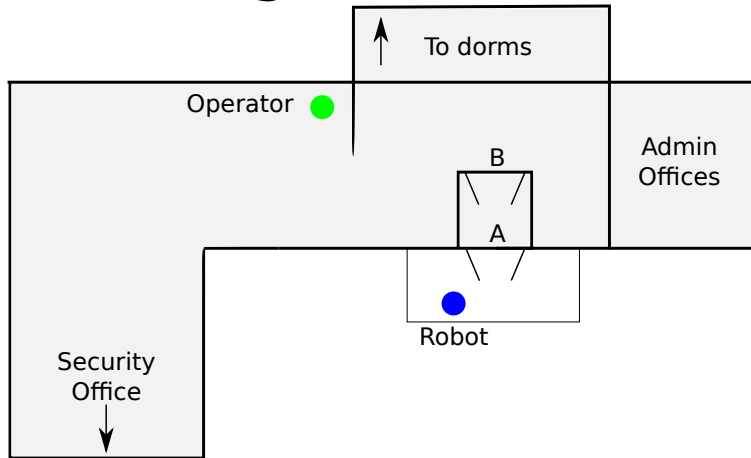 To dorms
Operator
Admin
Offices
B
A
Robot
Security
Office